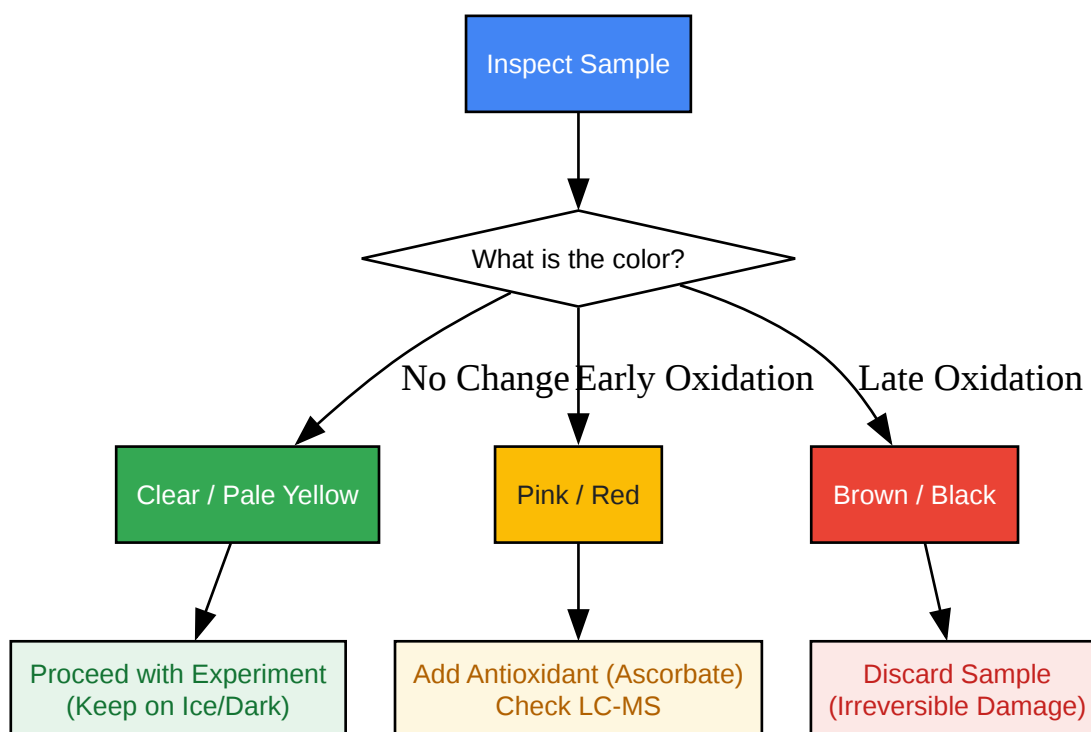 Inspect Sample
What is the color?
No Change
Early Oxidation
Late Oxidation
Clear / Pale Yellow
Pink / Red
Brown / Black
Proceed with Experiment
(Keep on Ice/Dark)
Add Antioxidant (Ascorbate)
Check LC-MS
Discard Sample
(Irreversible Damage)